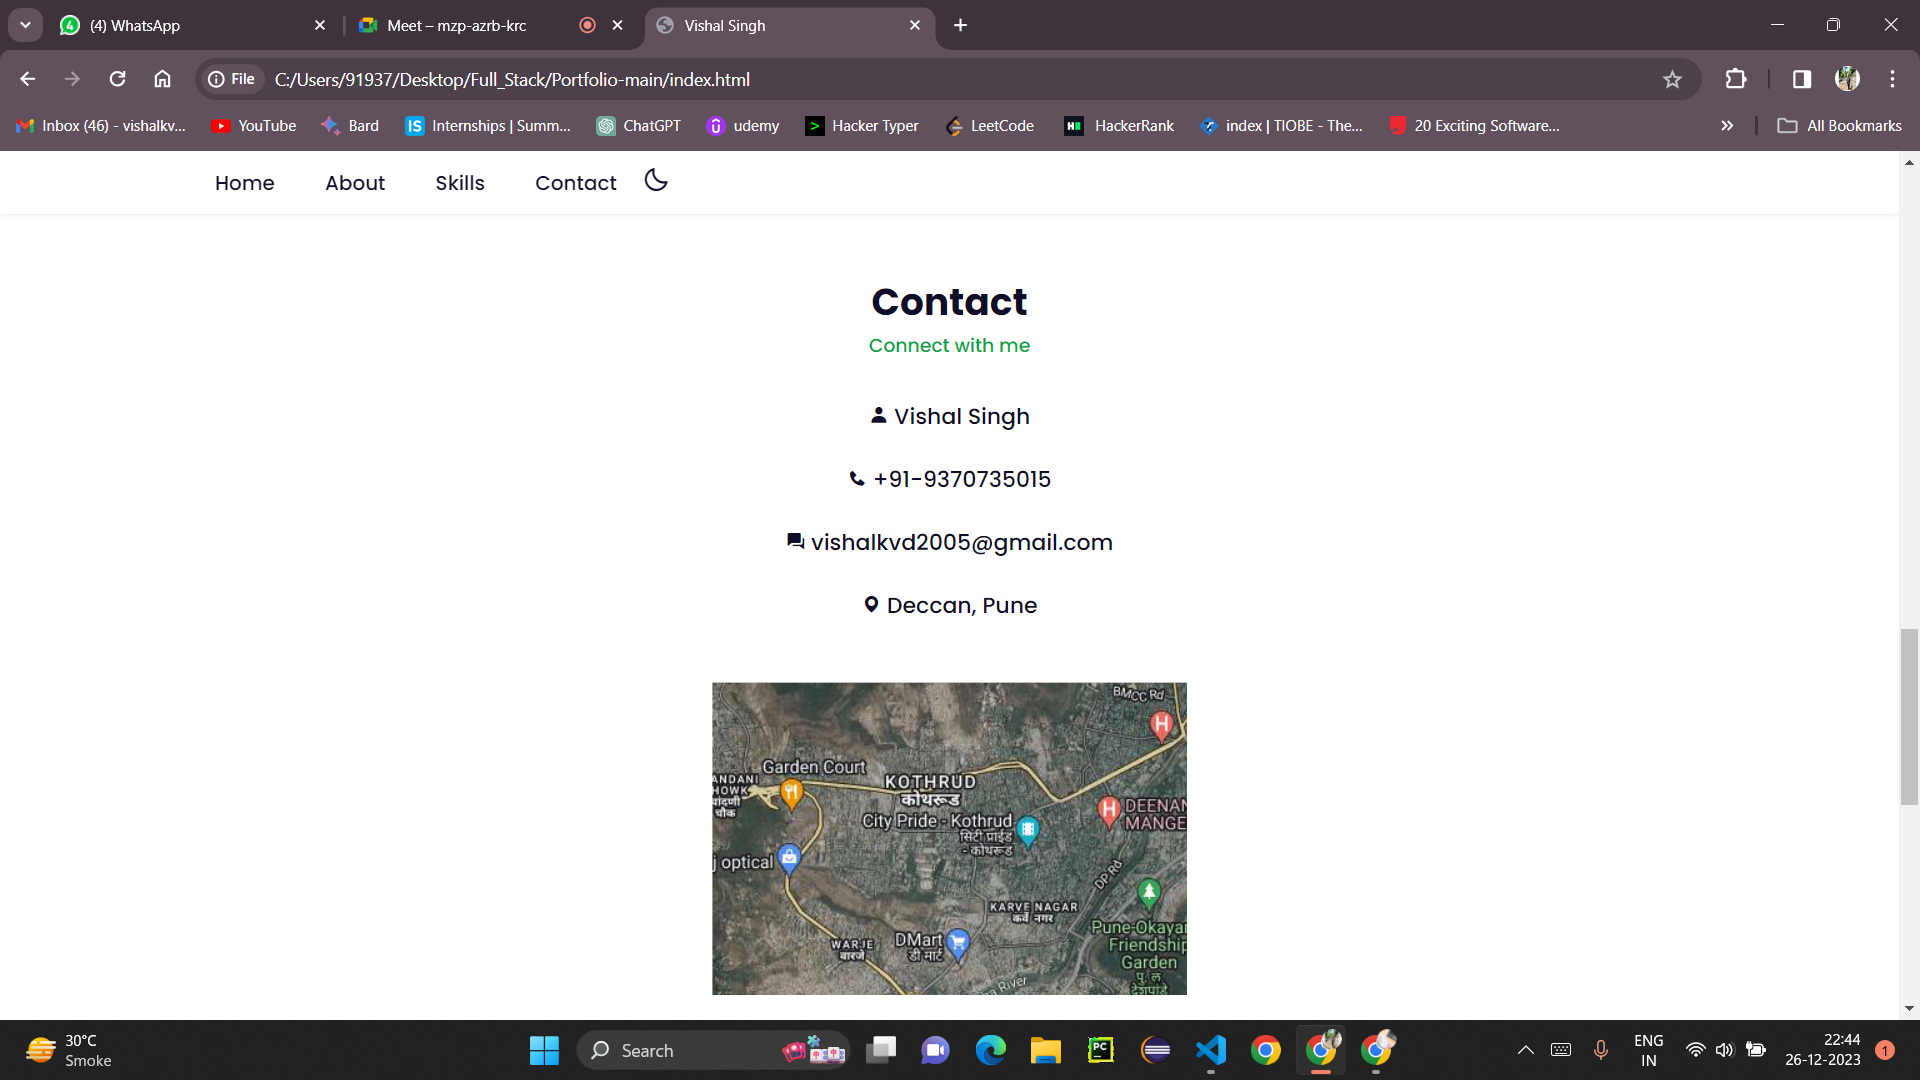 (4) WhatsApp
Meet – mzp-azrb-krc
Vishal Singh
File
C:/Users/91937/Desktop/Full_Stack/Portfolio-main/index.html
Inbox (46) - vishalkv...
YouTube
Bard
IS
Internships | Summ...
ChatGPT
udemy
Hacker Typer
LeetCode
HackerRank
index | TIOBE - The...
20 Exciting Software...
All Bookmarks
Home
About
Skills
Contact
Contact
Connect with me
Vishal Singh
+91-9370735015
vishalkvd2005@gmail.com
Deccan, Pune
BMCC Rd
Garden Court
KOTHRUD
कोथरूड
ANDANI
HOWK
चौक
City Pride - Kothrud
सिटी प्राईड
- कोथरूड
DEENAN
MANGE
j optical
DP Rd
KARVE NAGAR
कर्वे नगर
Pune-Okayar
Friendship
Garden
पु. ल
देशपांडे
DMart
डी मार्ट
WARJE
वारजे
River
30°C
Smoke
Search
PC
ENG
IN
22:44
26-12-2023
1